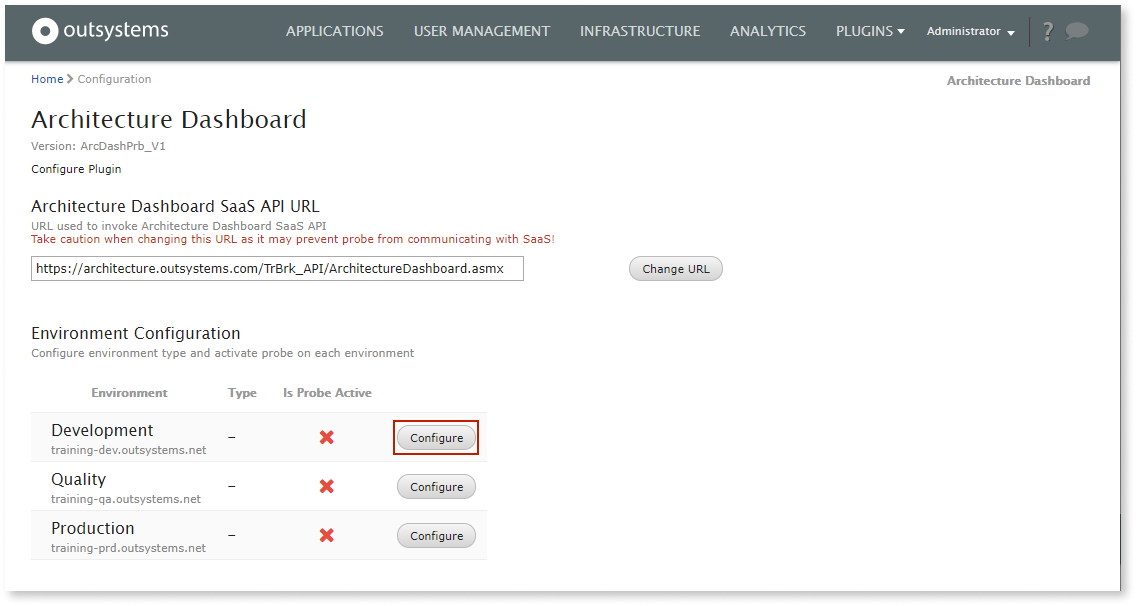 outsystems APPLICATIONS USER MANAGEMENT INFRASTRUCTURE ANALYTICS PLUGINS Administrator ?
Home Configuration Architecture Dashboard
Architecture Dashboard
Version: ArcDashPrb_V1
Configure Plugin
Architecture Dashboard SaaS API URL
URL used to invoke Architecture Dashboard SaaS API
Take caution when changing this URL as it may prevent probe from communicating with SaaS!
https://architecture.outsystems.com/TrBrk_API/ArchitectureDashboard.asmx Change URL
Environment Configuration
Configure environment type and activate probe on each environment
Environment Type Is Probe Active
Development – Configure
training-dev.outsystems.net
Quality – Configure
training-qa.outsystems.net
Production – Configure
training-prd.outsystems.net